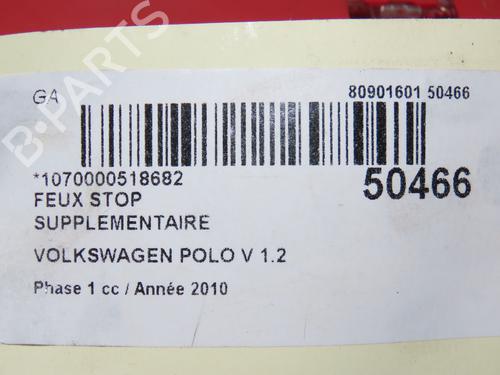 GA
80901601 50466
*1070000518682
50466
FEUX STOP
SUPPLEMENTAIRE
VOLKSWAGEN POLO V 1.2
Phase 1 cc / Année 2010
B-PARTS